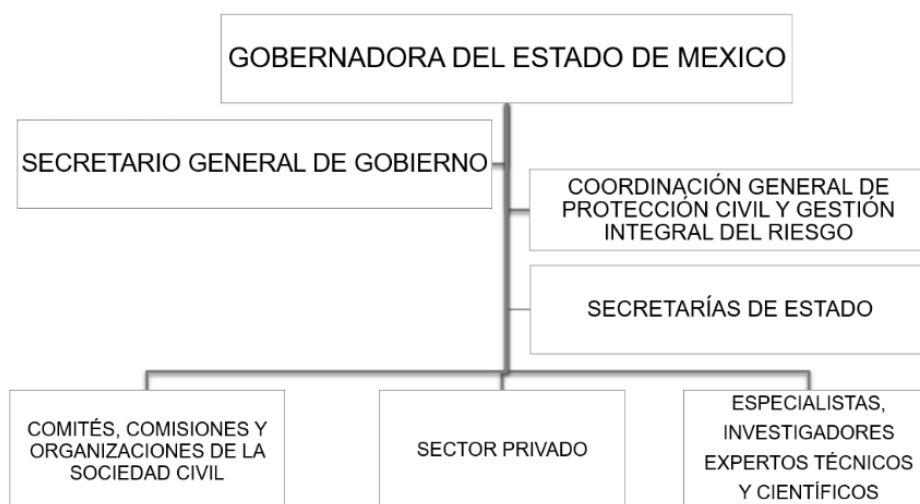 GOBERNADORA DEL ESTADO DE MEXICO
SECRETARIO GENERAL DE GOBIERNO
COORDINACIÓN GENERAL DE
PROTECCIÓN CIVIL Y GESTIÓN
INTEGRAL DEL RIESGO
SECRETARÍAS DE ESTADO
COMITÉS, COMISIONES Y
ORGANIZACIONES DE LA
SOCIEDAD CIVIL
SECTOR PRIVADO
ESPECIALISTAS,
INVESTIGADORES
EXPERTOS TÉCNICOS
Y CIENTÍFICOS